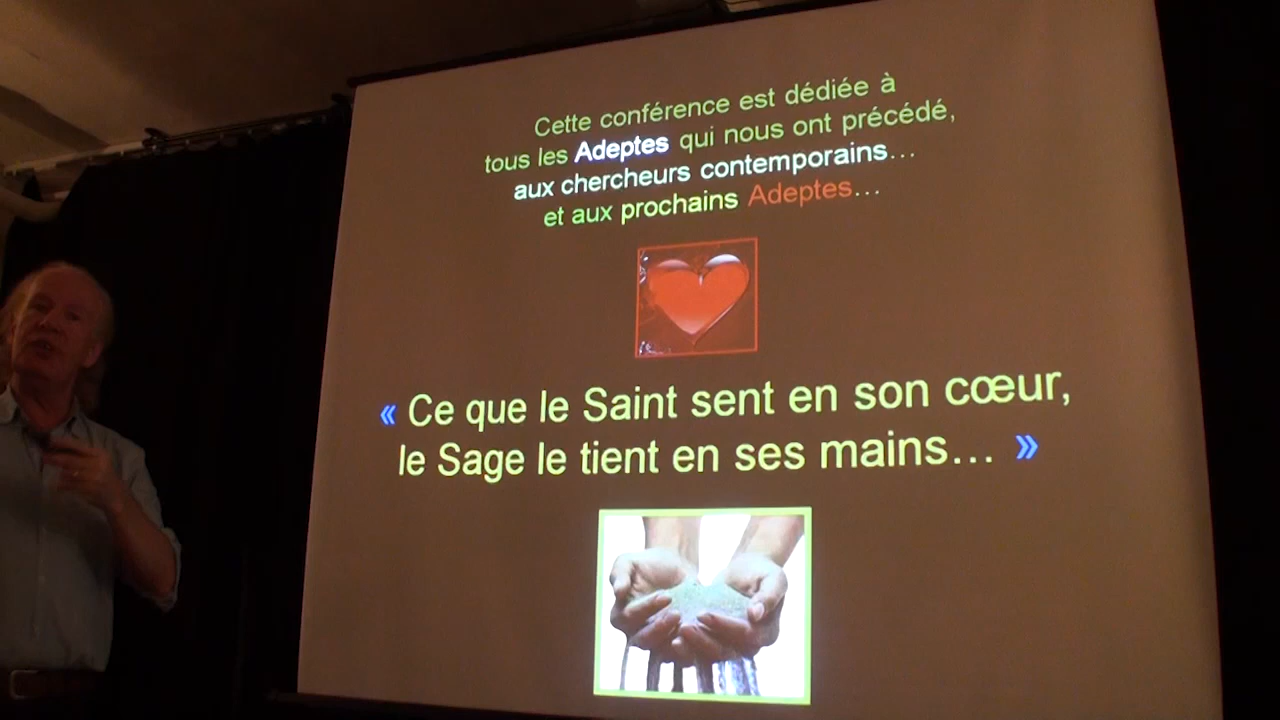 Cette conférence est dédiée à
tous les Adeptes qui nous ont précédé,
aux chercheurs contemporains…
et aux prochains Adeptes…
« Ce que le Saint sent en son cœur,
le Sage le tient en ses mains… »